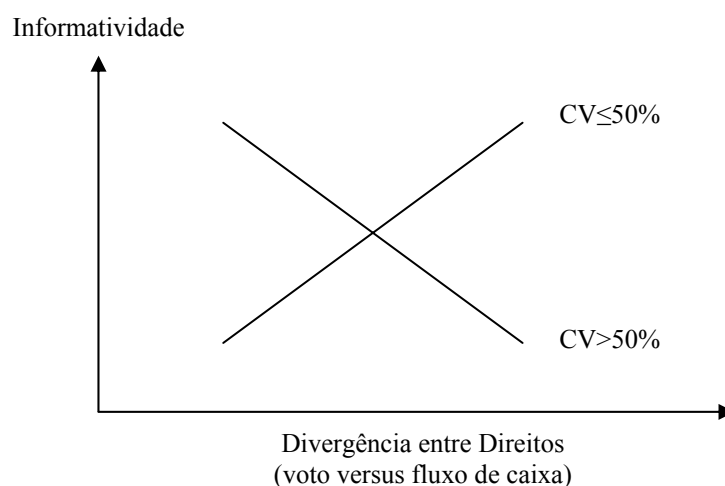 Informatividade
CV≤50%
CV>50%
Divergência entre Direitos
(voto versus fluxo de caixa)